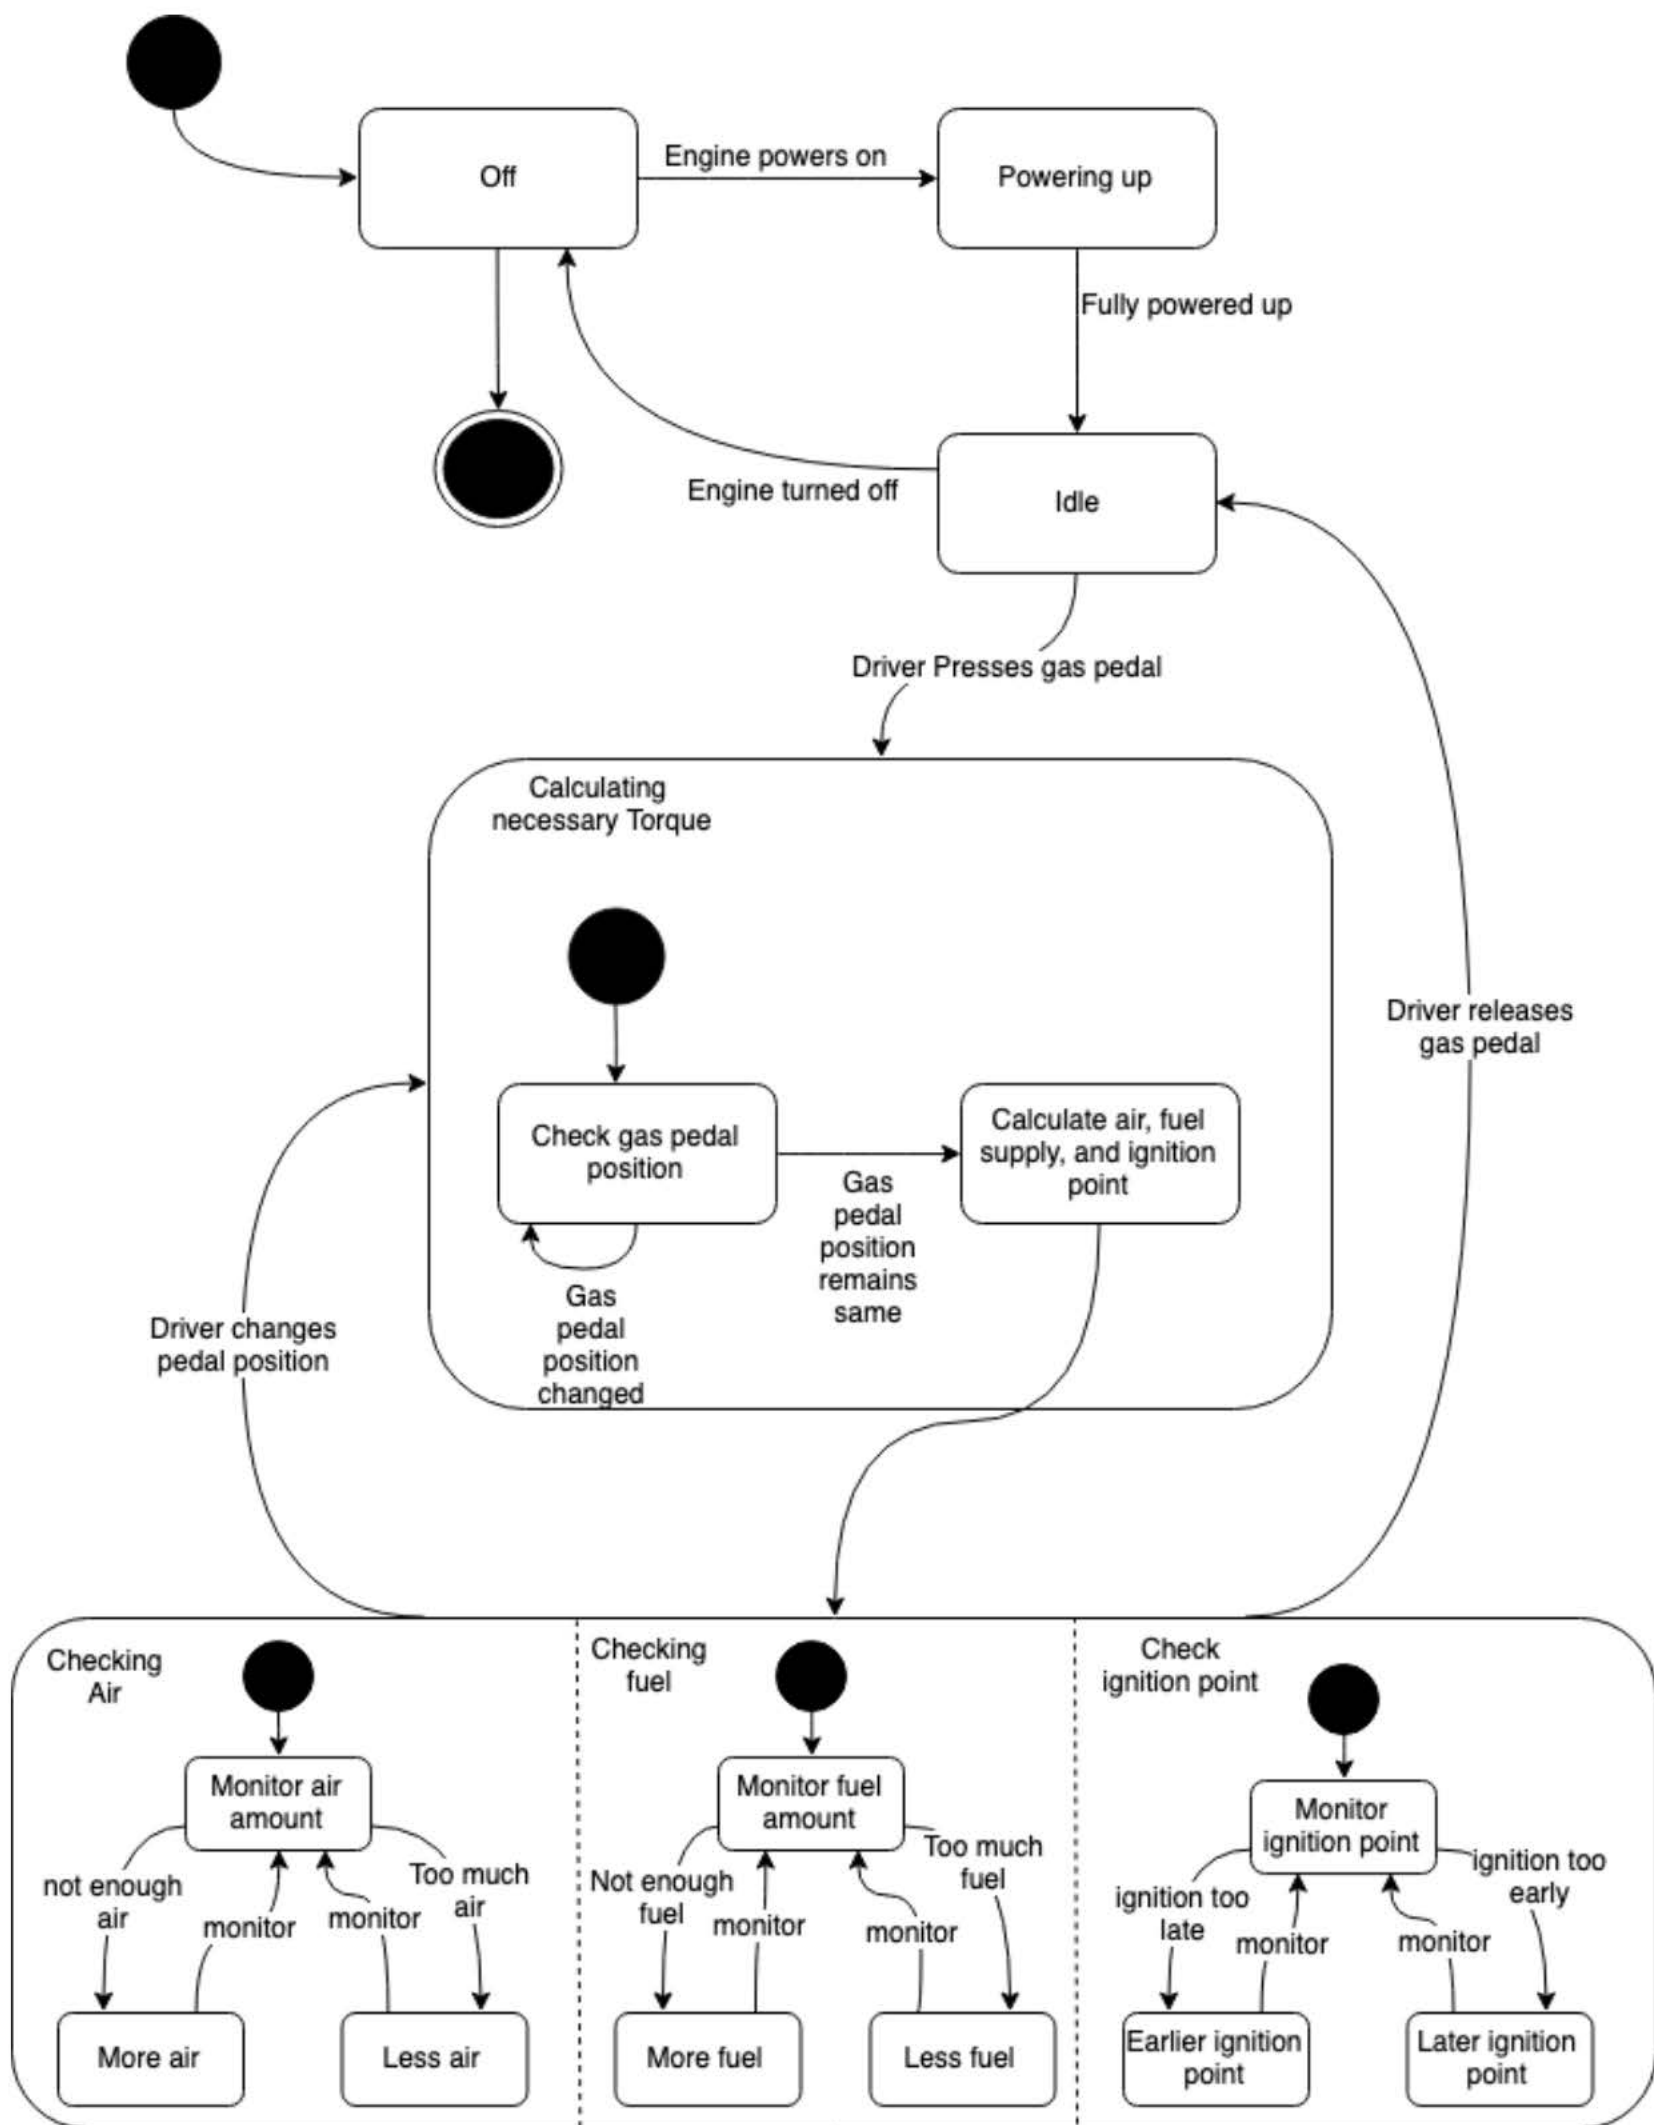 Off
Engine powers on
Powering up
Fully powered up
Engine turned off
Idle
Driver Presses gas pedal
Calculating
necessary Torque
Driver releases
gas pedal
Check gas pedal
position
Calculate air, fuel
supply, and ignition
point
Gas
pedal
position
remains
same
Gas
pedal
position
changed
Driver changes
pedal position
Checking
Air
Monitor air
amount
not enough
air
monitor
monitor
Too much
air
More air
Less air
Checking
fuel
Monitor fuel
amount
Not enough
fuel
monitor
monitor
Too much
fuel
More fuel
Less fuel
Check
ignition point
Monitor
ignition point
ignition too
late
monitor
monitor
ignition too
early
Earlier ignition
point
Later ignition
point